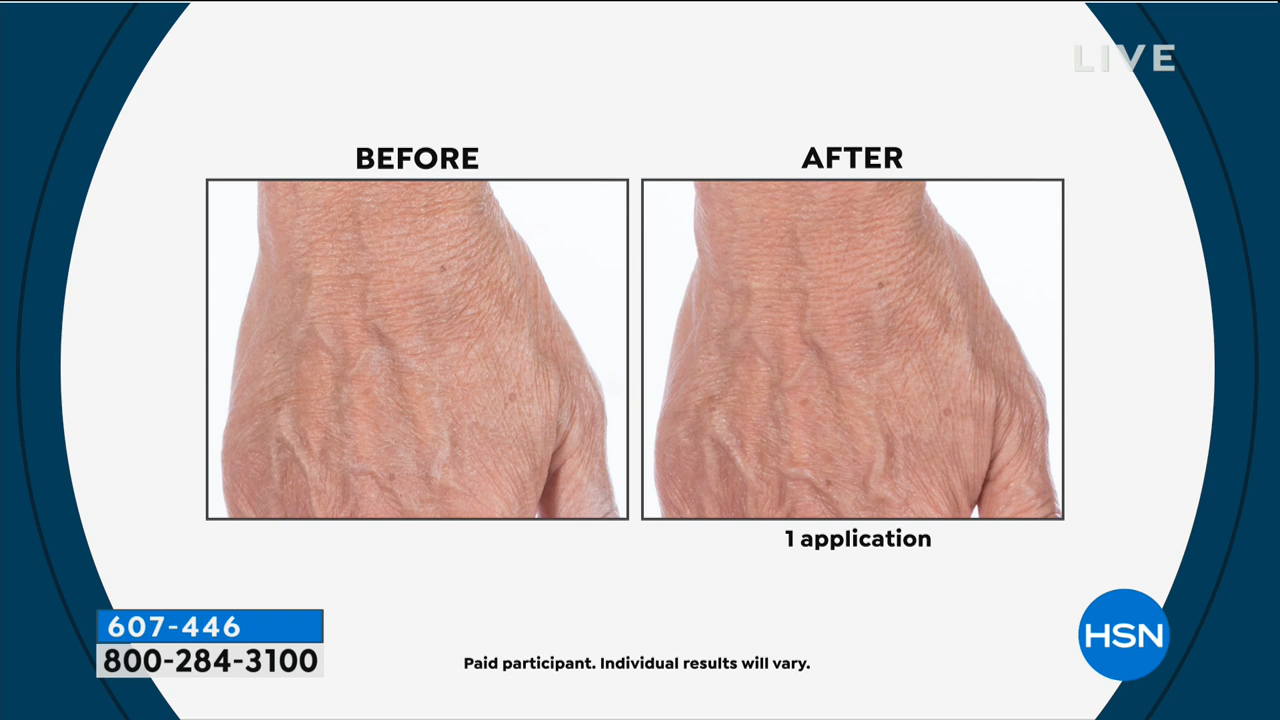 LIVE
BEFORE
AFTER
1 application
607-446
800-284-3100
Paid participant. Individual results will vary.
HSN